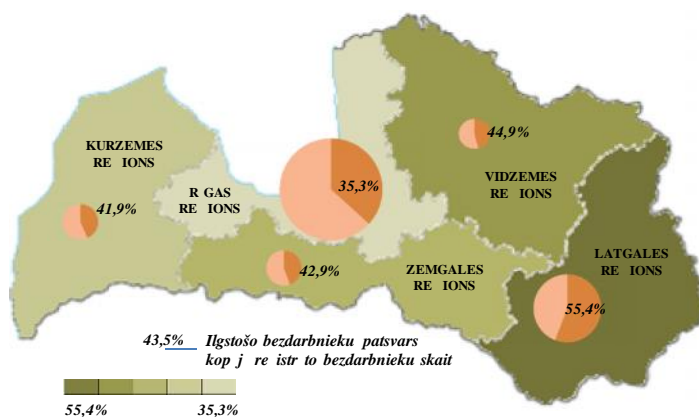 44,9%
KURZEMES
RE IONS
VIDZEMES
RE IONS
R GAS
RE IONS
35,3%
41,9%
LATGALES
RE IONS
ZEMGALES
RE IONS
42,9%
55,4%
43,5% Ilgstošo bezdarbnieku patsvars
kop j re istr to bezdarbnieku skait
55,4% 35,3%